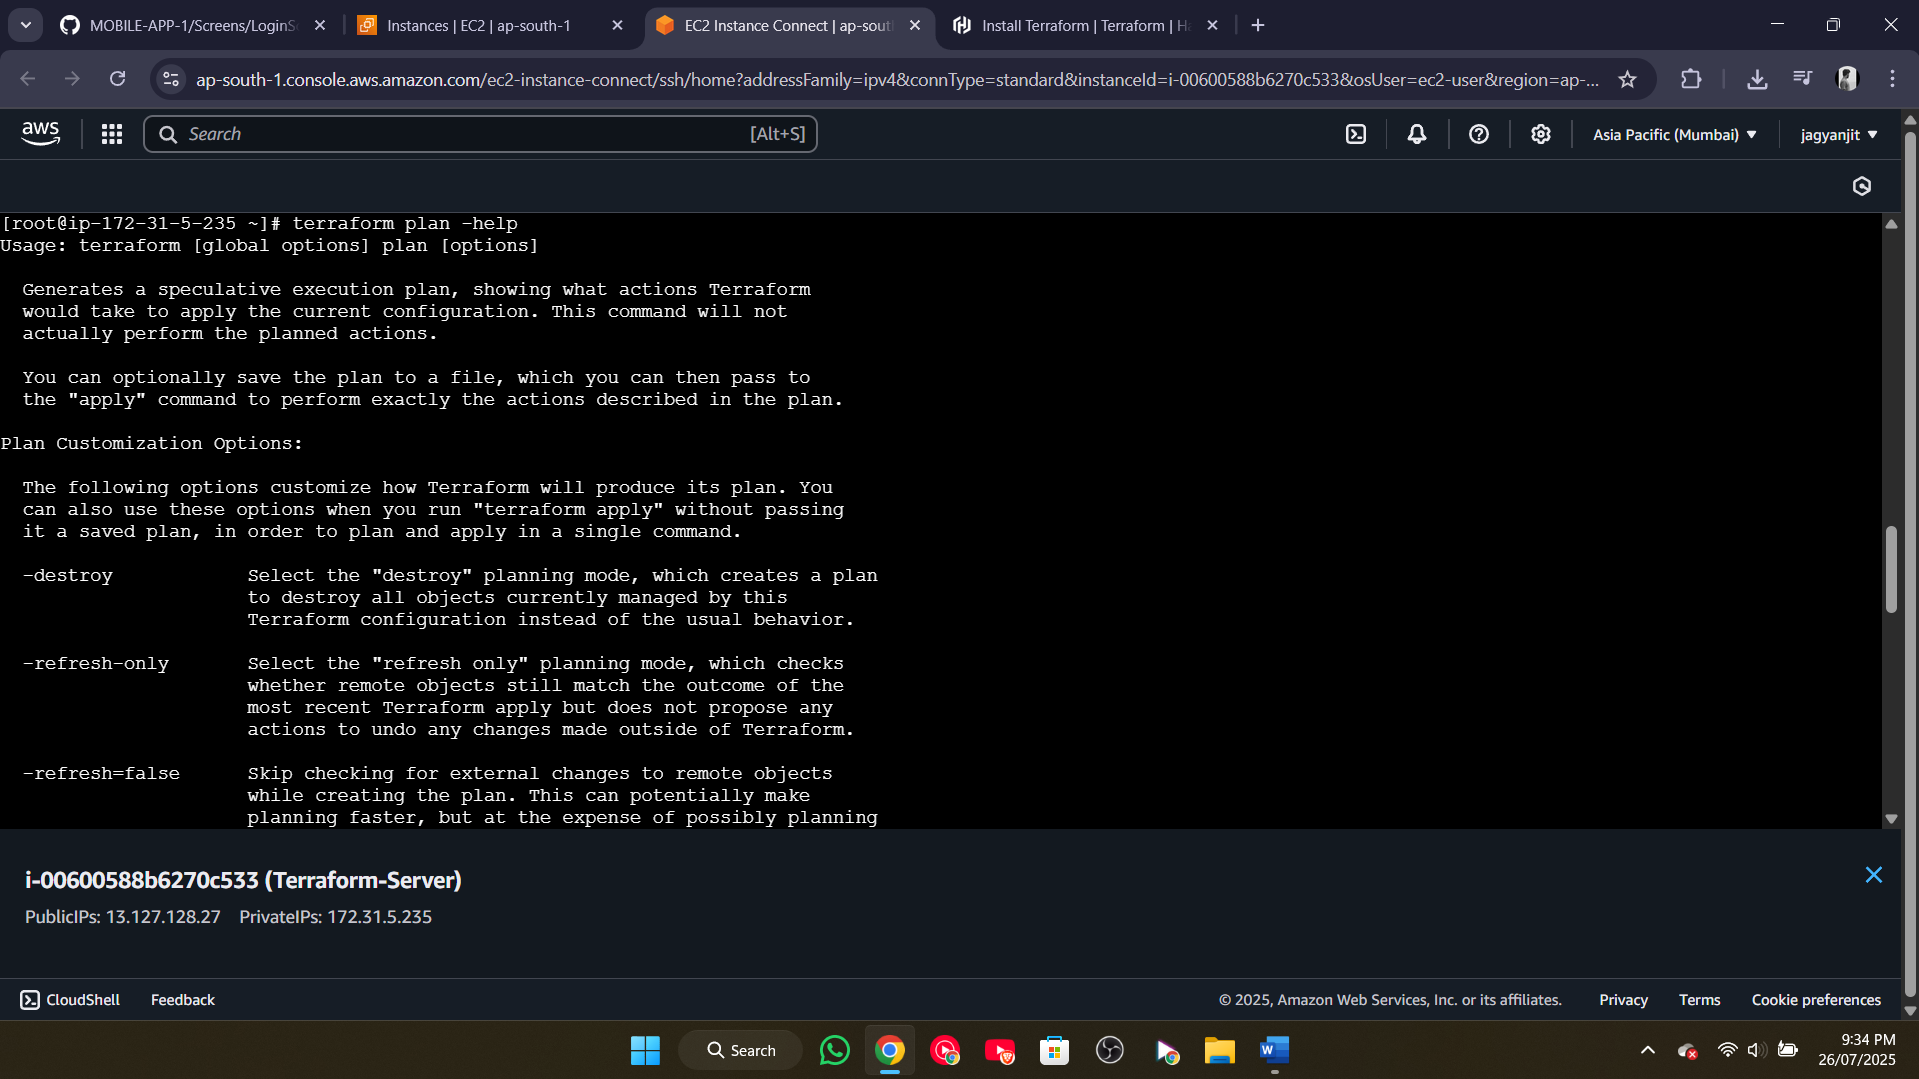 MOBILE-APP-1/Screens/LoginSc
Instances | EC2 | ap-south-1
EC2 Instance Connect | ap-sout
Install Terraform | Terraform | Ha
ap-south-1.console.aws.amazon.com/ec2-instance-connect/ssh/home?addressFamily=ipv4&connType=standard&instanceId=i-00600588b6270c533&osUser=ec2-user&region=ap-...
aws
Search
[Alt+S]
Asia Pacific (Mumbai)
jagyanjit
[root@ip-172-31-5-235 ~]# terraform plan -help
Usage: terraform [global options] plan [options]
Generates a speculative execution plan, showing what actions Terraform
would take to apply the current configuration. This command will not
actually perform the planned actions.
You can optionally save the plan to a file, which you can then pass to
the "apply" command to perform exactly the actions described in the plan.
Plan Customization Options:
The following options customize how Terraform will produce its plan. You
can also use these options when you run "terraform apply" without passing
it a saved plan, in order to plan and apply in a single command.
-destroy Select the "destroy" planning mode, which creates a plan
to destroy all objects currently managed by this
Terraform configuration instead of the usual behavior.
-refresh-only Select the "refresh only" planning mode, which checks
whether remote objects still match the outcome of the
most recent Terraform apply but does not propose any
actions to undo any changes made outside of Terraform.
-refresh=false Skip checking for external changes to remote objects
while creating the plan. This can potentially make
planning faster, but at the expense of possibly planning
i-00600588b6270c533 (Terraform-Server)
PublicIPs: 13.127.128.27 PrivateIPs: 172.31.5.235
CloudShell Feedback
© 2025, Amazon Web Services, Inc. or its affiliates. Privacy Terms Cookie preferences
Search
9:34 PM
26/07/2025